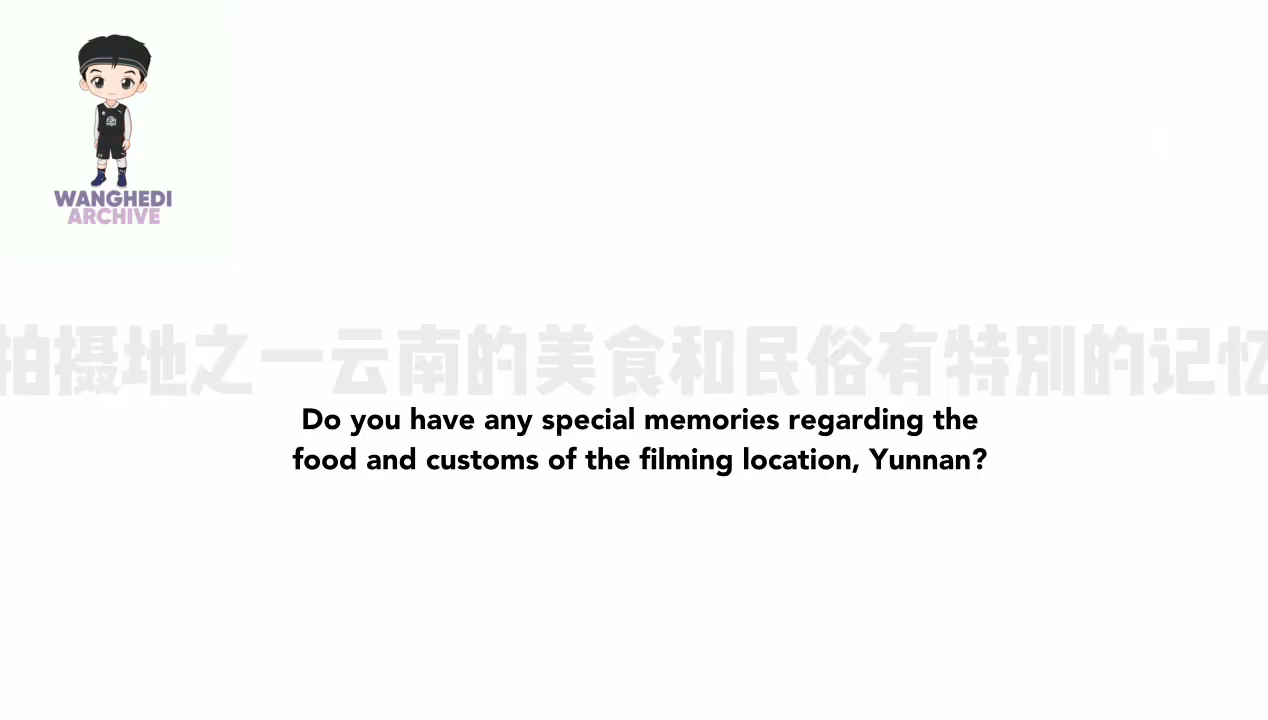 WANGHEDI
ARCHIVE
拍摄地之一云南的美食和民俗有特别的记忆
Do you have any special memories regarding the
food and customs of the filming location, Yunnan?